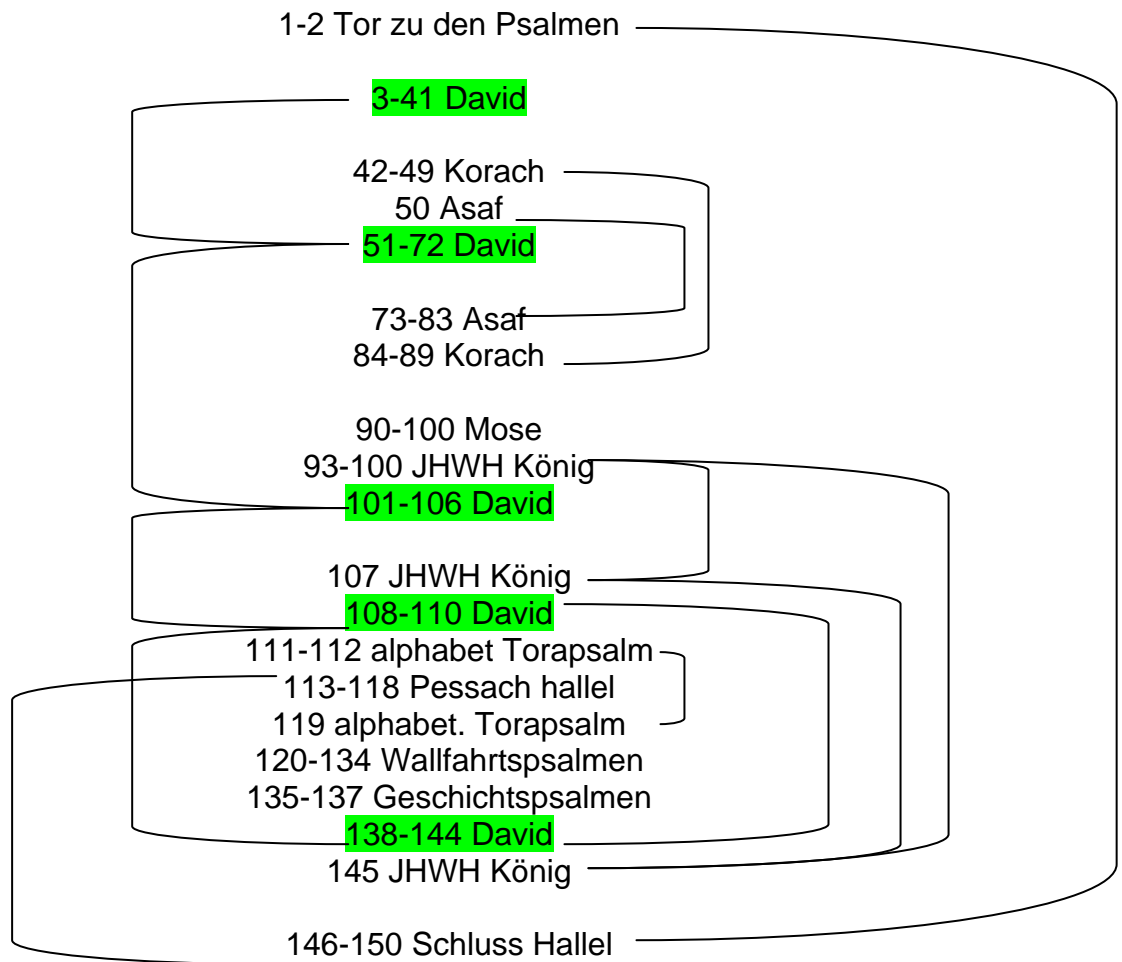 1-2 Tor zu den Psalmen
3-41 David
42-49 Korach
50 Asaf
51-72 David
73-83 Asaf
84-89 Korach
90-100 Mose
93-100 JHWH König
101-106 David
107 JHWH König
108-110 David
111-112 alphabet Torapsalm
113-118 Pessach hallel
119 alphabet. Torapsalm
120-134 Wallfahrtspsalmen
135-137 Geschichtspsalmen
138-144 David
145 JHWH König
146-150 Schluss Hallel